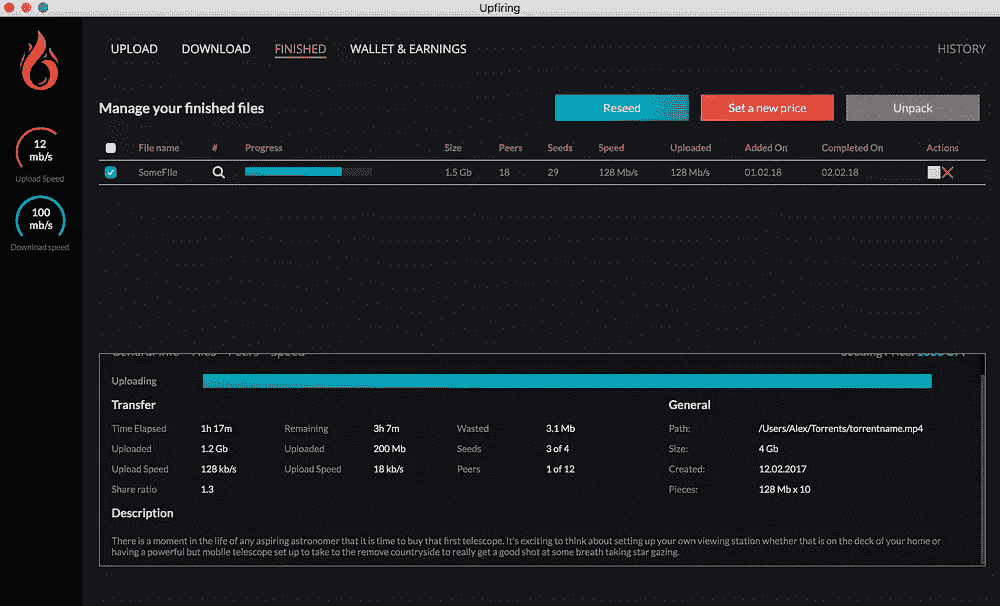 Upfiring
UPLOAD DOWNLOAD FINISHED WALLET & EARNINGS HISTORY
Manage your finished files Reseed Set a new price Unpack
12
mb/s
Upload Speed
100
mb/s
Download speed
File name # Progress Size Peers Seeds Speed Uploaded Added On Completed On Actions
SomeFIle 1.5 Gb 18 29 128 Mb/s 128 Mb/s 01.02.18 02.02.18
General info Files Peers Speed
Uploading
Transfer General
Time Elapsed 1h 17m Remaining 3h 7m Wasted 3.1 Mb Path: /Users/Alex/Torrents/torrentname.mp4
Uploaded 1.2 Gb Uploaded 200 Mb Seeds 3 of 4 Size: 4 Gb
Upload Speed 128 kb/s Upload Speed 18 kb/s Peers 1 of 12 Created: 12.02.2017
Share ratio 1.3 Pieces: 128 Mb x 10
Description
There is a moment in the life of any aspiring astronomer that it is time to buy that first telescope. It's exciting to think about setting up your own viewing station whether that is on the deck of your home or
having a powerful but mobile telescope set up to take to the remove countryside to really get a good shot at some breath taking star gazing.